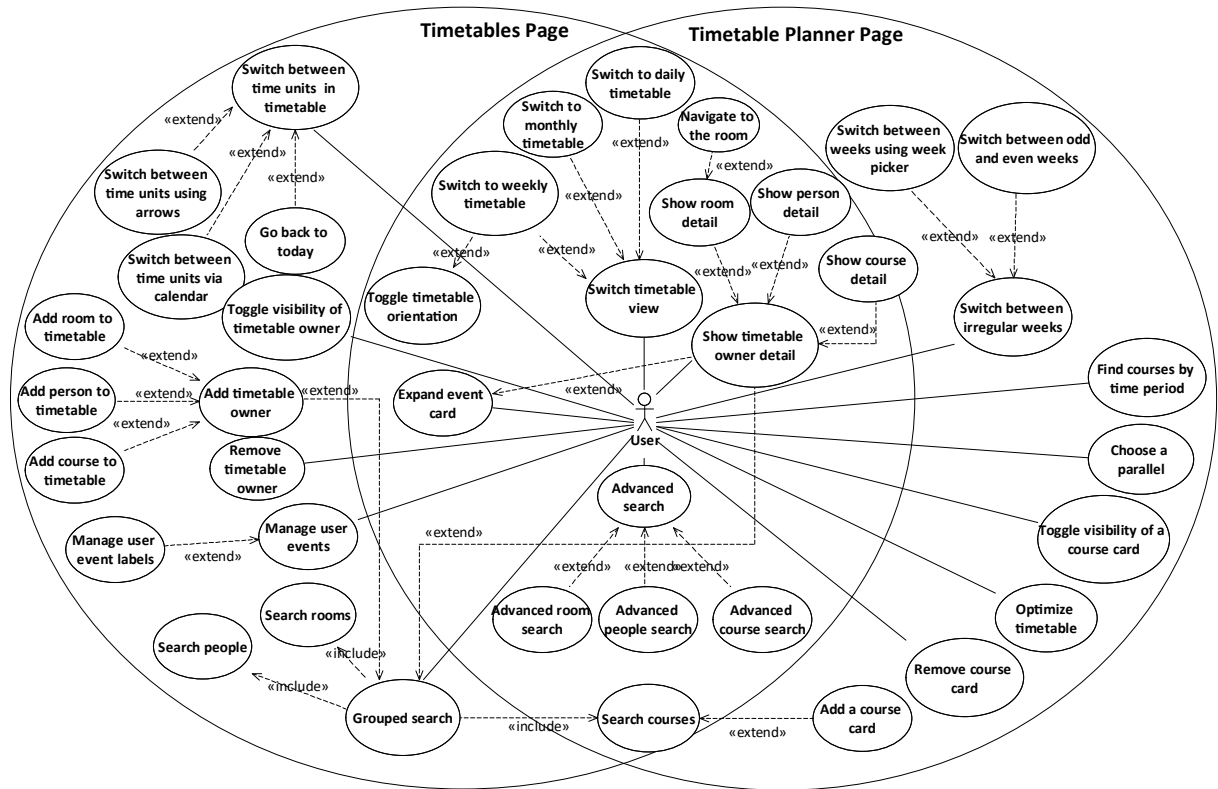 Timetables Page
Timetable Planner Page
Switch between
time units in
timetable
Switch to daily
timetable
Switch to
monthly
timetable
Navigate to
the room
Switch between
weeks using week
picker
Switch between odd
and even weeks
«extend»
«extend»
«extend»
«extend»
«extend»
Switch between
time units using
arrows
Switch to weekly
timetable
Show room
detail
Show person
detail
«extend»
«extend»
Go back to
today
«extend»
«extend»
«extend»
«extend»
«extend»
«extend»
«extend»
Switch between
time units via
calendar
Show course
detail
Toggle visibility of
timetable owner
Toggle timetable
orientation
Switch timetable
view
Switch between
irregular weeks
Add room to
timetable
Show timetable
owner detail
«extend»
«extend»
Find courses by
time period
Add person to
timetable
«extend»
Add timetable
owner
«extend»
Expand event
card
«extend»
«extend»
User
Add course to
timetable
Remove
timetable
owner
Choose a
parallel
Advanced
search
Manage user
event labels
«extend»
Manage user
events
«extend»
Toggle visibility of a
course card
«extend»
«extend»
«extend»
Search rooms
Advanced room
search
Advanced
people search
Advanced
course search
Optimize
timetable
Search people
«include»
«include»
Remove course
card
Grouped search
«include»
Search courses
«extend»
Add a course
card